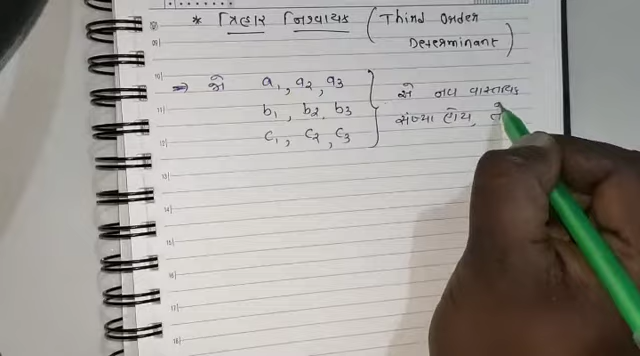 * ત્રિહાર નિશ્ચાયક (Third Order
Determinant)
→ જો a₁, a₂, a₃
b₁, b₂, b₃
c₁, c₂, c₃
એ નવ વાસ્તવિક
સંખ્યા હોય,